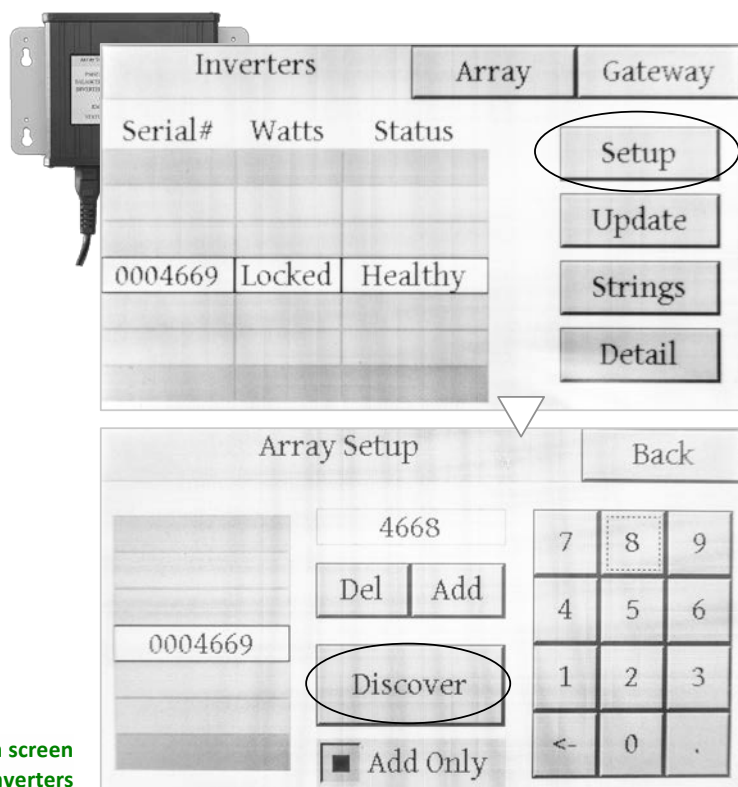 Inverters Array Gateway
Serial# Watts Status
Setup
Update
0004669 Locked Healthy
Strings
Detail
Array Setup Back
4668
7 8 9
Del Add
4 5 6
0004669
Discover
1 2 3
<- 0 .
Add Only
screen